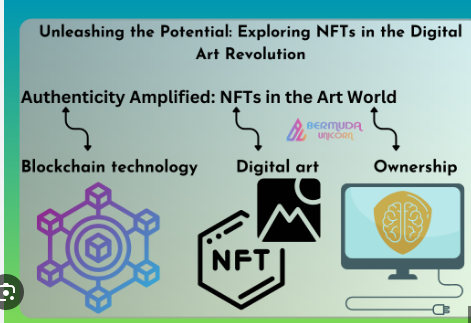 Unleashing the Potential: Exploring NFTs in the Digital
Art Revolution
Authenticity Amplified: NFTs in the Art World
BERMUDA
UNICORN
Blockchain technology
Digital art
Ownership
NFT